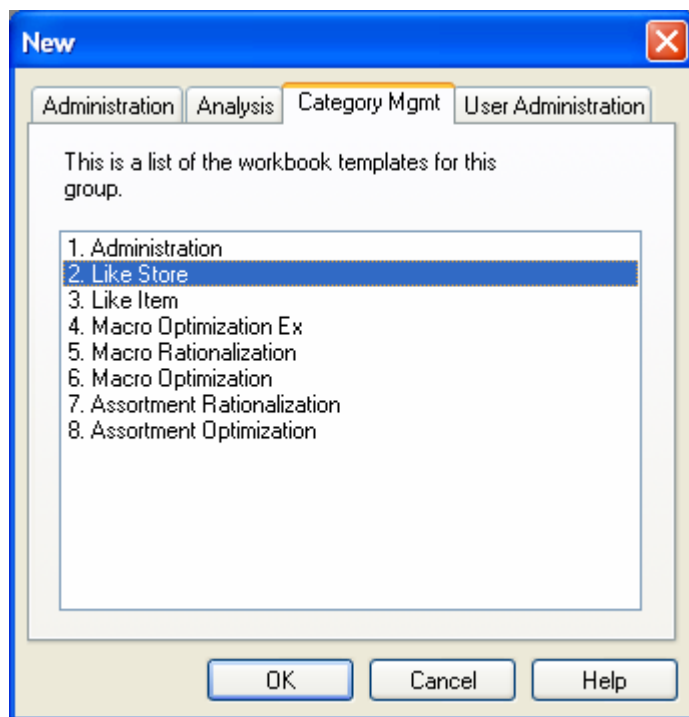 New
Administration Analysis Category Mgmt User Administration
This is a list of the workbook templates for this
group.
1. Administration
2. Like Store
3. Like Item
4. Macro Optimization Ex
5. Macro Rationalization
6. Macro Optimization
7. Assortment Rationalization
8. Assortment Optimization
OK Cancel Help